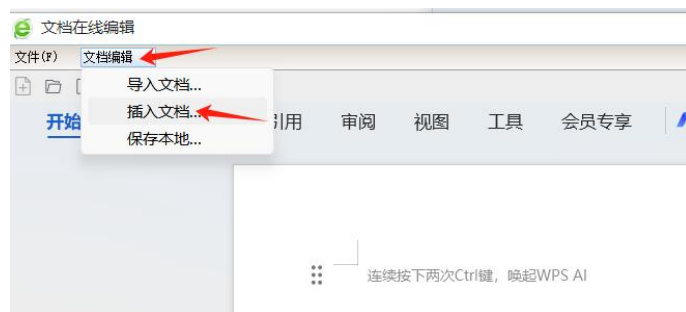 文档在线编辑
文件(F) 文档编辑
导入文档...
插入文档...
保存本地...
开始 引用 审阅 视图 工具 会员专享
连续按下两次Ctrl键，唤起WPS AI